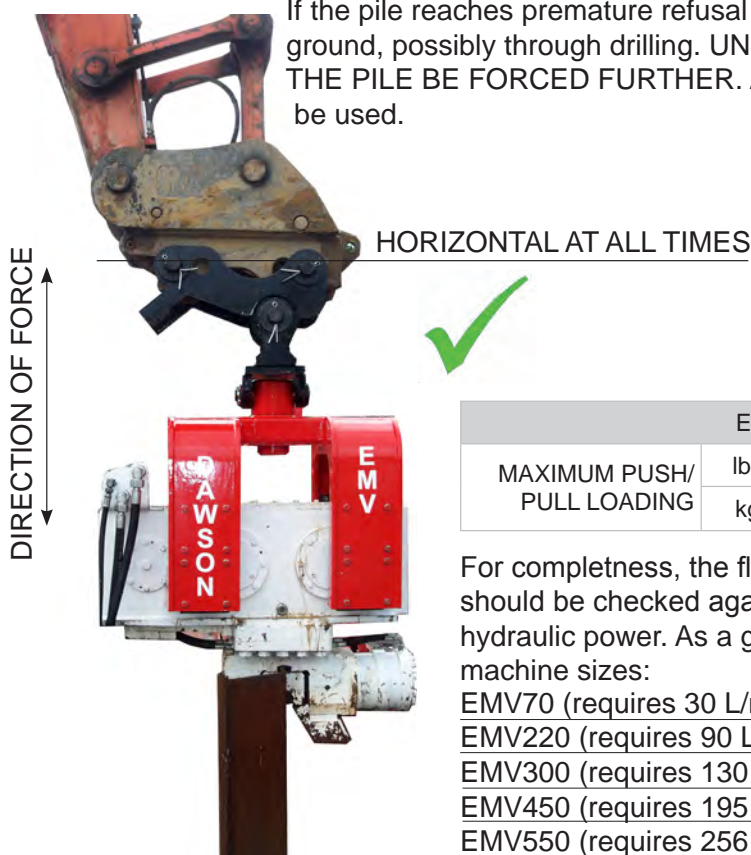 If the pile reaches premature refusal
ground, possibly through drilling. UN
THE PILE BE FORCED FURTHER. A
be used.
HORIZONTAL AT ALL TIMES
DIRECTION OF FORCE
DAWSON
EMV
E
MAXIMUM PUSH/
PULL LOADING
lb
kg
For completness, the fl
should be checked aga
hydraulic power. As a g
machine sizes:
EMV70 (requires 30 L/
EMV220 (requires 90 L
EMV300 (requires 130
EMV450 (requires 195
EMV550 (requires 256